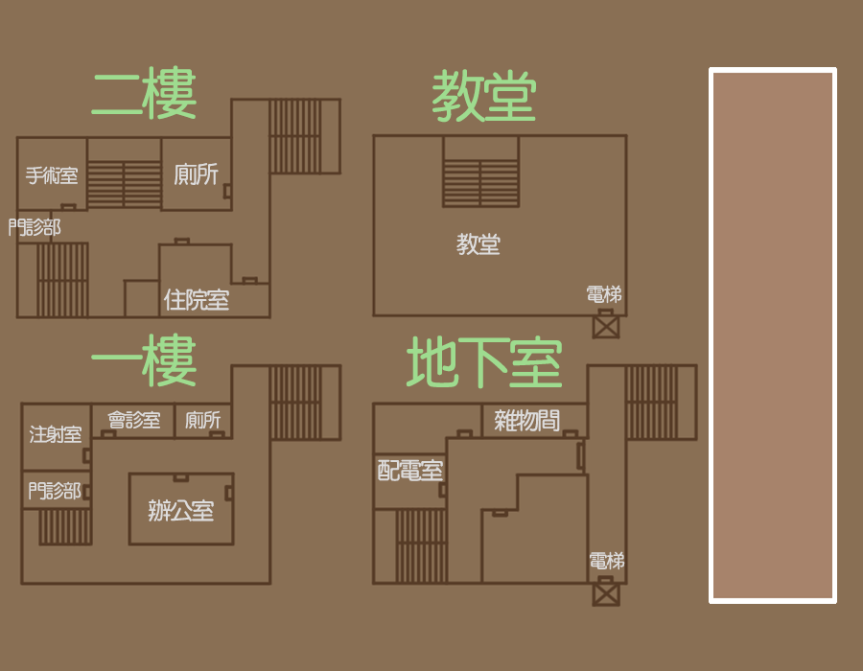 二樓
手術室
廁所
門診部
住院室
教堂
教堂
電梯
一樓
注射室
會診室
廁所
門診部
辦公室
地下室
雜物間
配電室
電梯